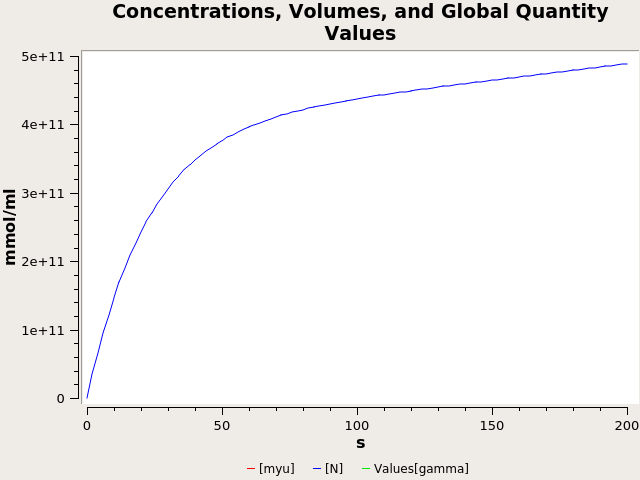 Concentrations, Volumes, and Global Quantity
Values
5e+11
4e+11
3e+11
2e+11
1e+11
0
mmol/ml
0 50 100 150 200
s
[myu] [N] Values[gamma]